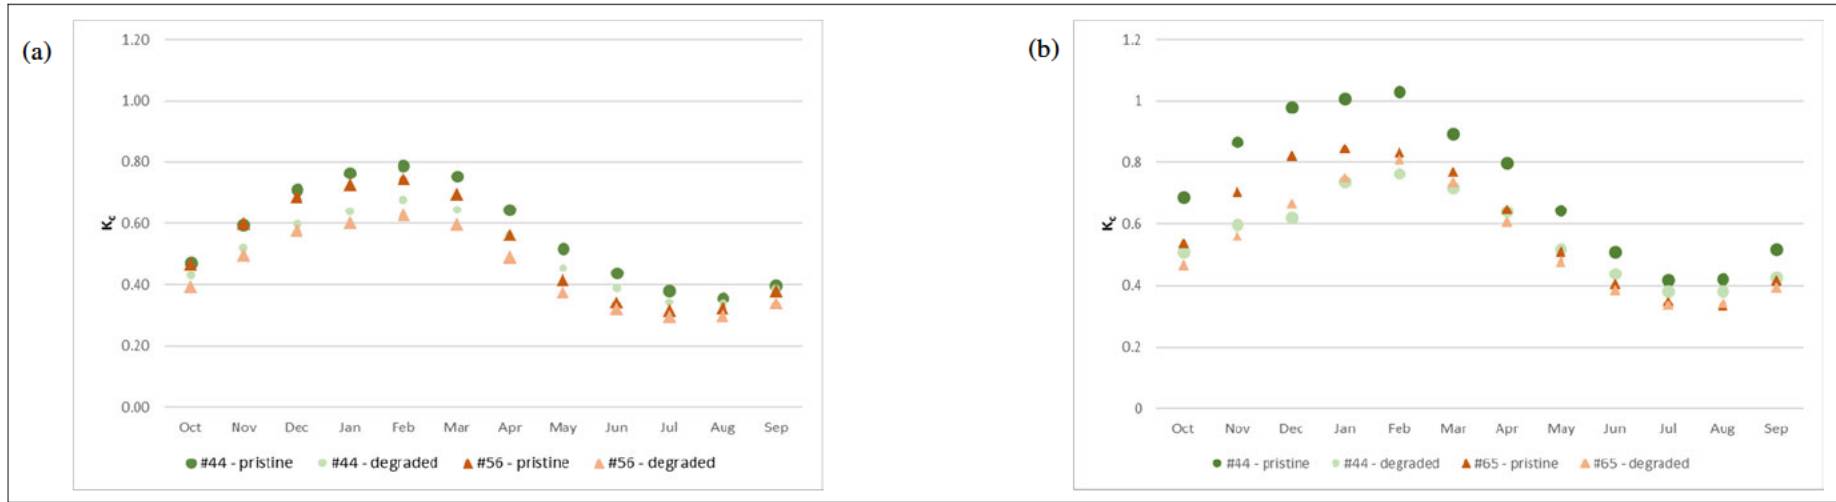 (a)
1.20
1.00
0.80
0.60
0.40
0.20
0.00
Kc
Oct Nov Dec Jan Feb Mar Apr May Jun Jul Aug Sep
#44 - pristine #44 - degraded #56 - pristine #56 - degraded
(b)
1.2
1
0.8
0.6
0.4
0.2
0
Kc
Oct Nov Dec Jan Feb Mar Apr May Jun Jul Aug Sep
#44 - pristine #44 - degraded #65 - pristine #65 - degraded